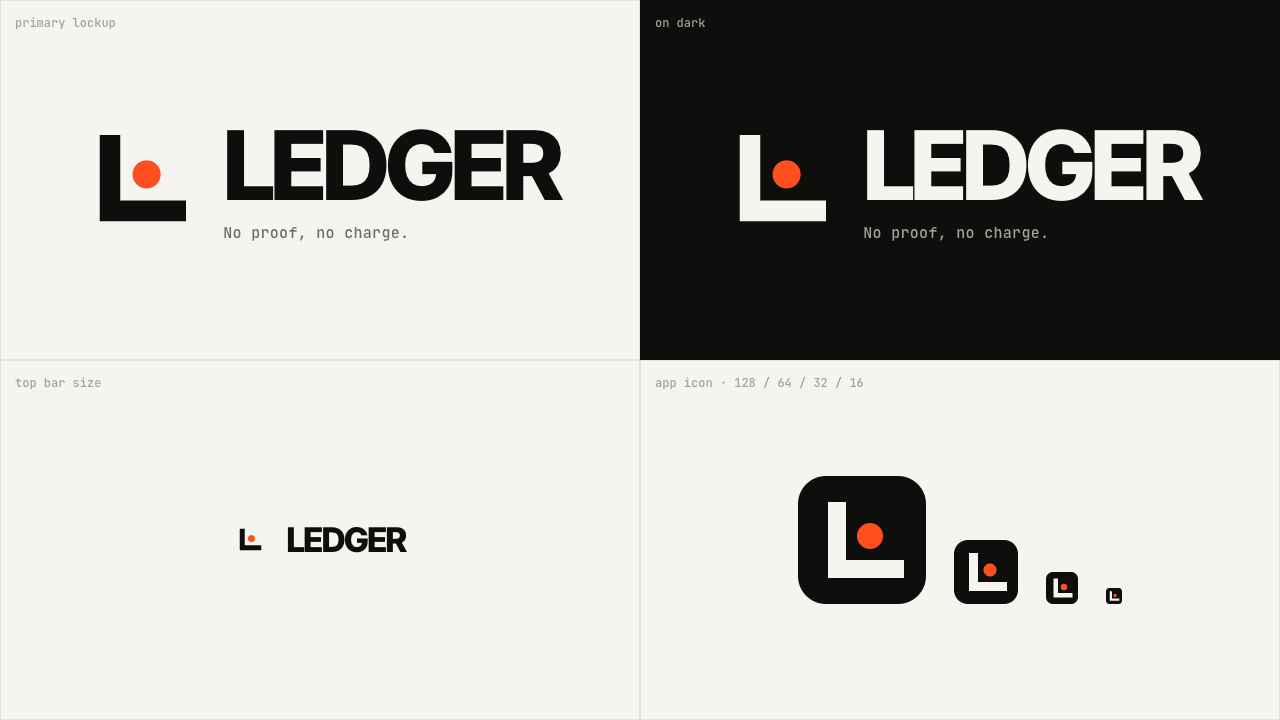 primary lockup
LEDGER
No proof, no charge.
on dark
LEDGER
No proof, no charge.
top bar size
LEDGER
app icon · 128 / 64 / 32 / 16